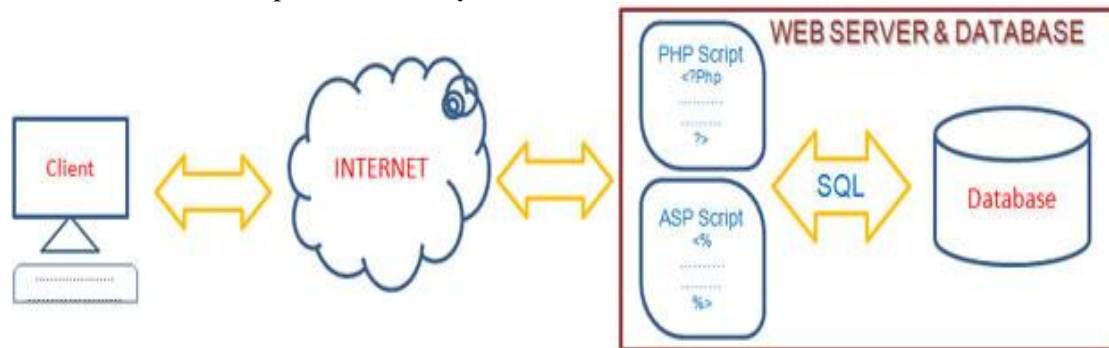 WEB SERVER & DATABASE
PHP Script
<?Php
..............
.........
?>
Client
INTERNET
SQL
Database
ASP Script
<%
..............
.........
%>